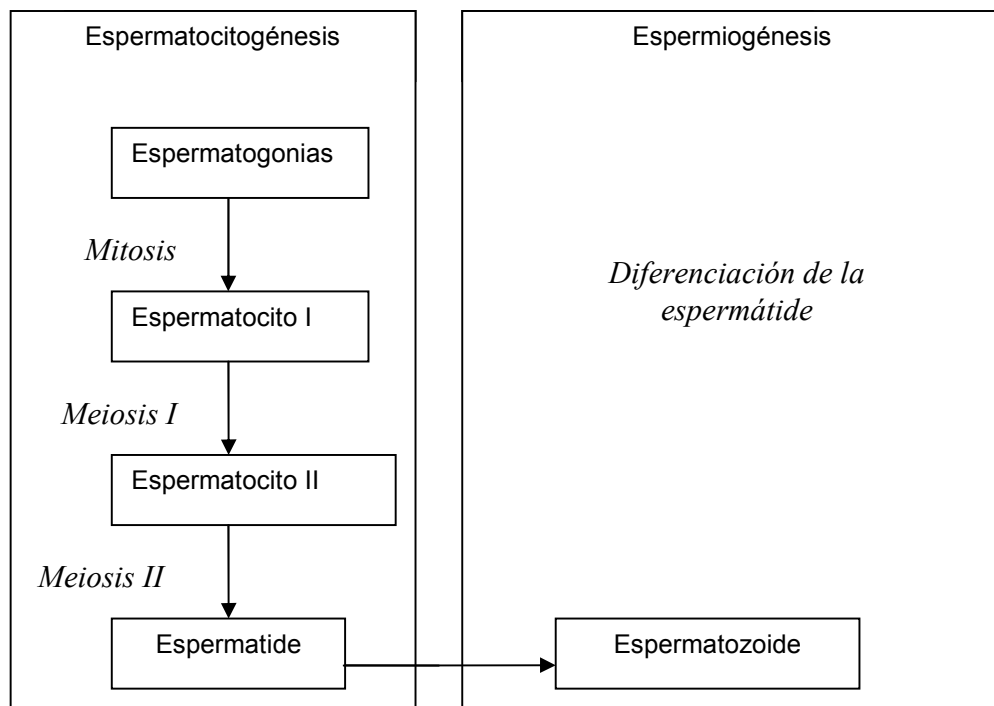 Espermatocitogénesis
Espermatogonias
Mitosis
Espermatocito I
Meiosis I
Espermatocito II
Meiosis II
Espermatide
Espermiogénesis
Diferenciación de la
espermátide
Espermatozoide